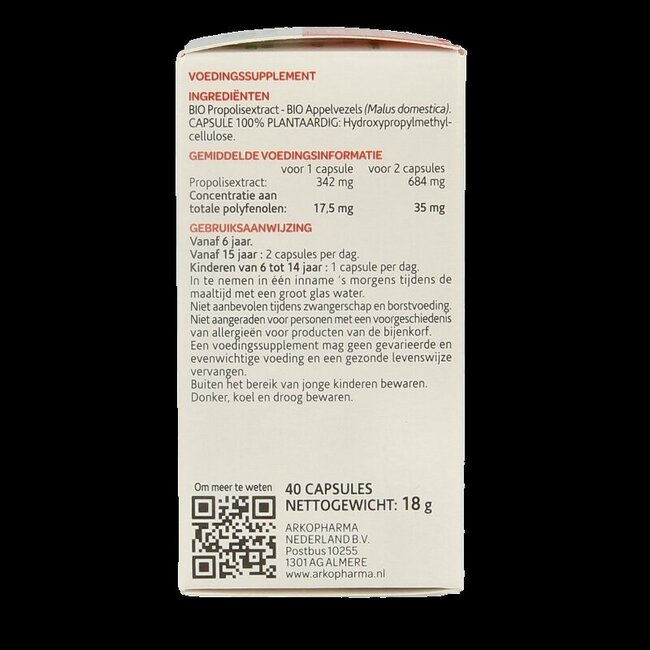 VOEDINGSSUPPLEMENT
INGREDIËNTEN
BIO Propolisextract - BIO Appelvezels (Malus domestica).
CAPSULE 100% PLANTAARDIG: Hydroxypropylmethyl-
cellulose.
GEMIDDELDE VOEDINGSINFORMATIE
voor 1 capsule voor 2 capsules
Propolisextract: 342 mg 684 mg
Concentratie aan
totale polyfenolen: 17,5 mg 35 mg
GEBRUIKSAANWIJZING
Vanaf 6 jaar.
Vanaf 15 jaar : 2 capsules per dag.
Kinderen van 6 tot 14 jaar : 1 capsule per dag.
In te nemen in één inname 's morgens tijdens de
maaltijd met een groot glas water.
Niet aanbevolen tijdens zwangerschap en borstvoeding.
Niet aangeraden voor personen met een voorgeschiedenis
van allergieën voor producten van de bijenkorf.
Een voedingssupplement mag geen gevarieerde en
evenwichtige voeding en een gezonde levenswijze
vervangen.
Buiten het bereik van jonge kinderen bewaren.
Donker, koel en droog bewaren.
Om meer te weten
40 CAPSULES
NETTOGEWICHT: 18 g
ARKOPHARMA
NEDERLAND B.V.
Postbus 10255
1301 AG ALMERE
www.arkopharma.nl